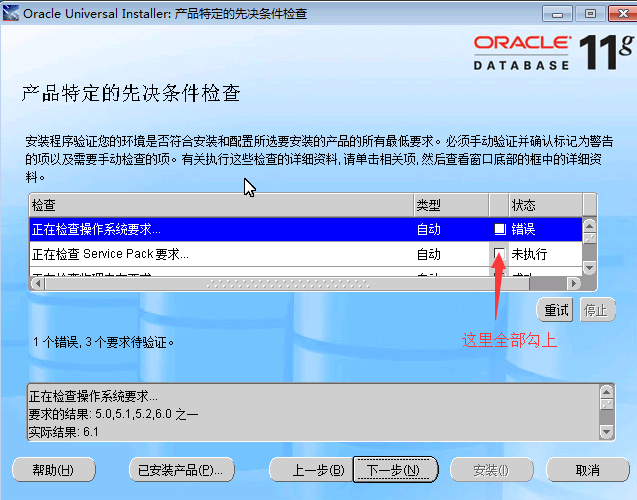 Oracle Universal Installer: 产品特定的先决条件检查
ORACLE
DATABASE 11g
产品特定的先决条件检查
安装程序验证您的环境是否符合安装和配置所选要安装的产品的所有最低要求。必须手动验证并确认标记为警告
的项以及需要手动检查的项。有关执行这些检查的详细资料, 请单击相关项, 然后查看窗口底部的框中的详细资
料。
检查 类型 状态
正在检查操作系统要求... 自动 错误
正在检查 Service Pack 要求... 自动 未执行
重试 停止
这里全部勾上
1 个错误, 3 个要求待验证。
正在检查操作系统要求...
要求的结果: 5.0,5.1,5.2,6.0 之一
实际结果: 6.1
帮助(H) 已安装产品(P)... 上一步(B) 下一步(N) 安装(I) 取消